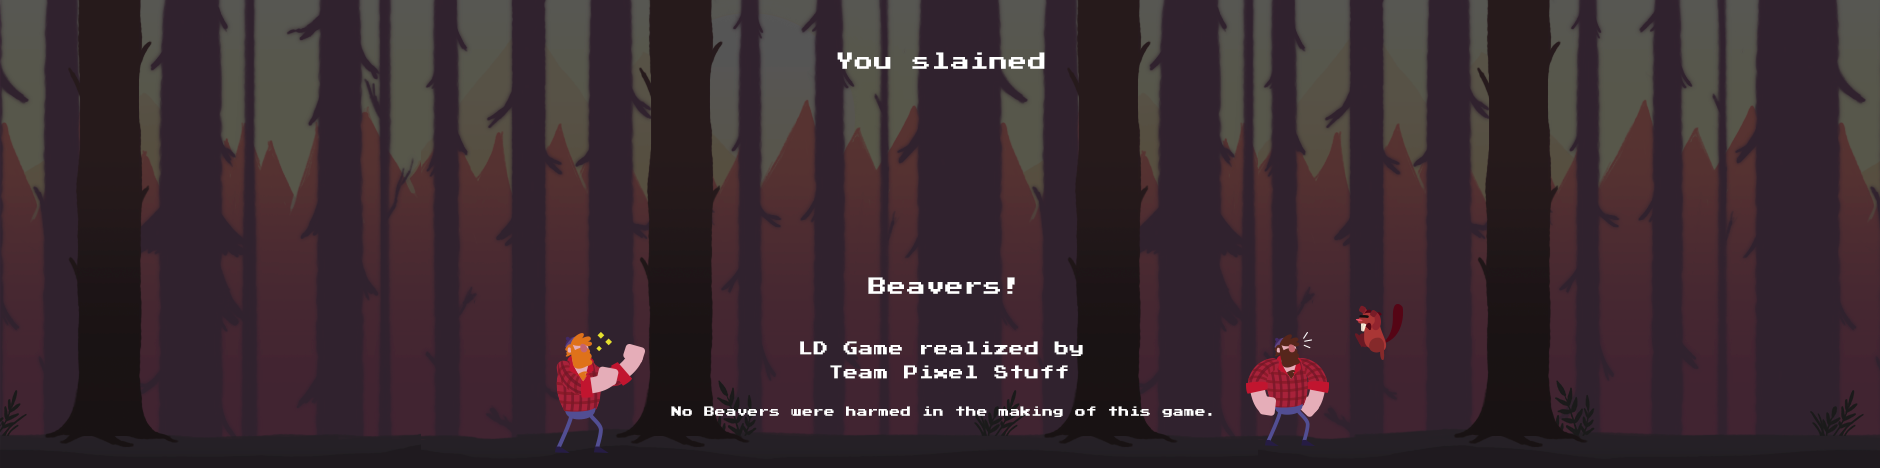 You slained
Beavers!
LD Game realized by
Team Pixel Stuff
No Beavers were harmed in the making of this game.